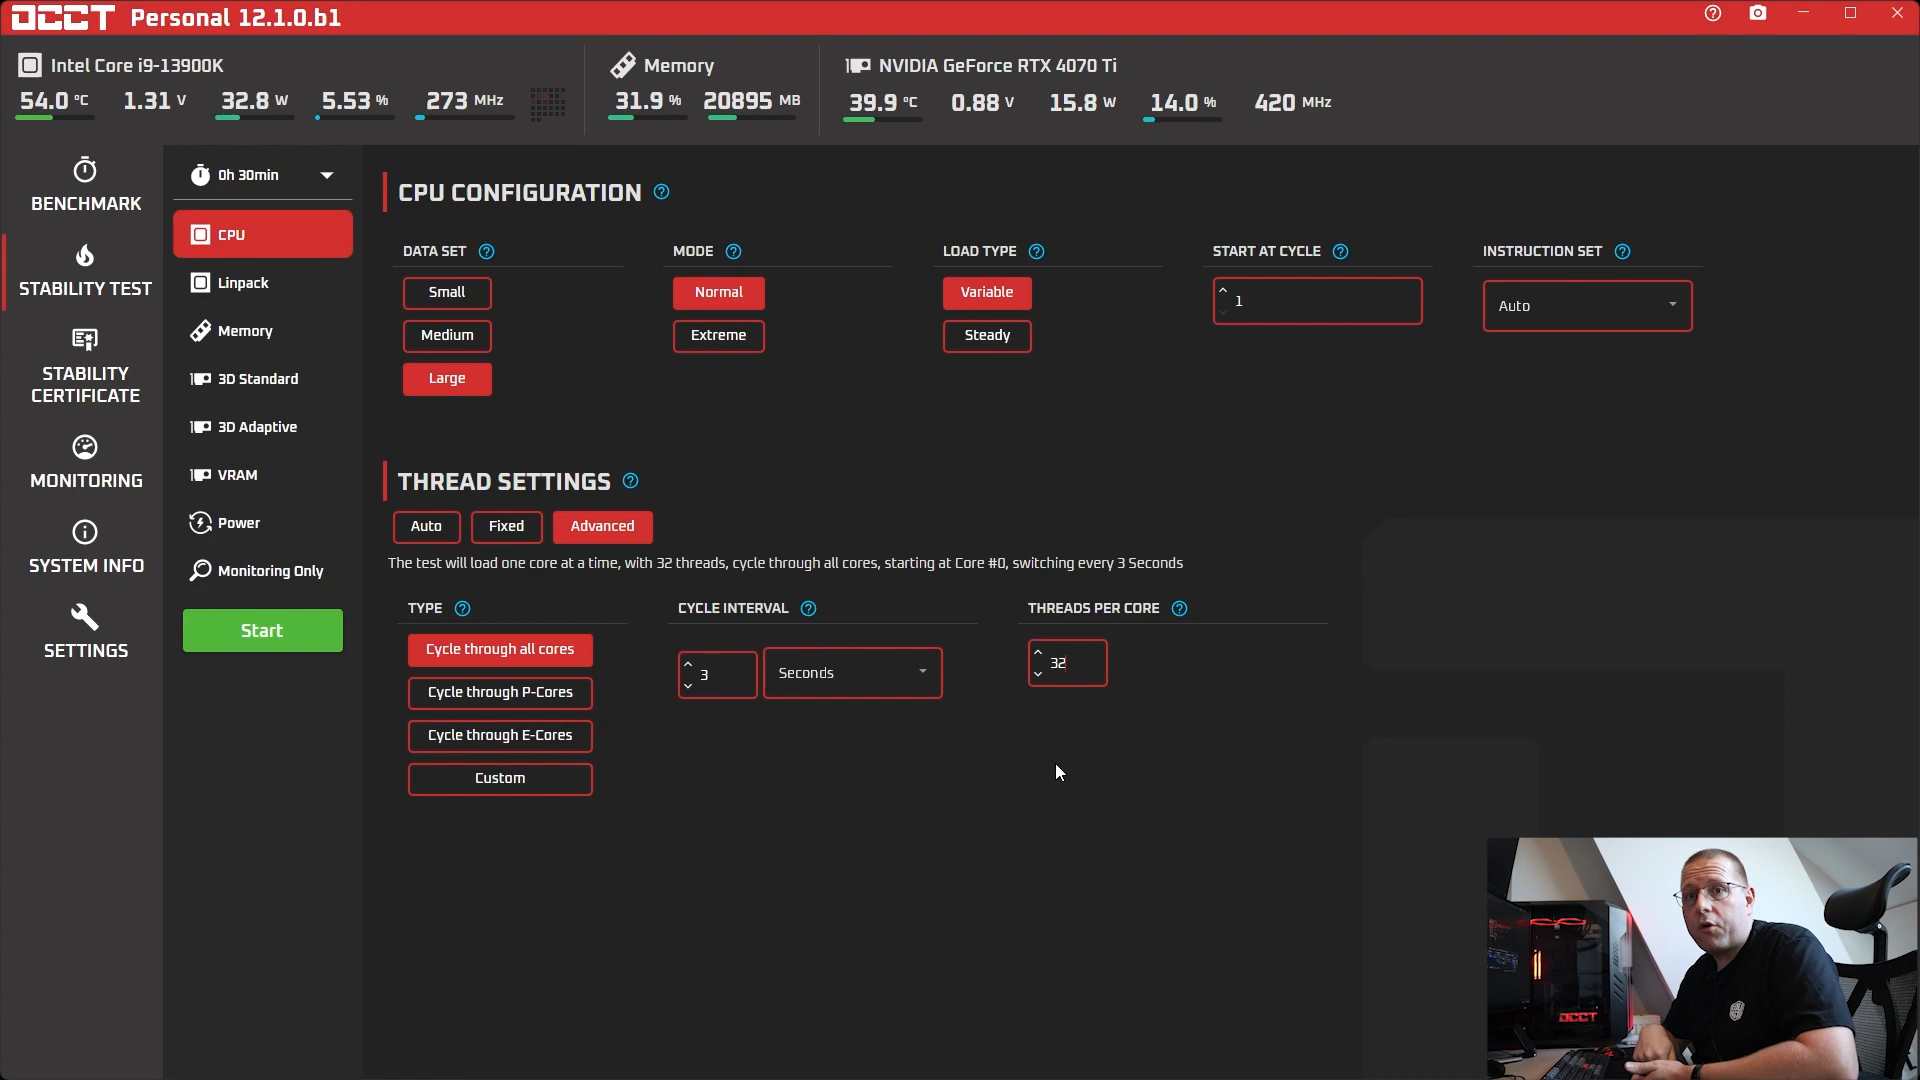 OCCT Personal 12.1.0.b1
Intel Core i9-13900K
54.0 °C 1.31 V 32.8 W 5.53 % 273 MHz
Memory
31.9 % 20895 MB
NVIDIA GeForce RTX 4070 Ti
39.9 °C 0.88 V 15.8 W 14.0 % 420 MHz
BENCHMARK
STABILITY TEST
STABILITY
CERTIFICATE
MONITORING
SYSTEM INFO
SETTINGS
0h 30min
CPU
Linpack
Memory
3D Standard
3D Adaptive
VRAM
Power
Monitoring Only
Start
CPU CONFIGURATION
DATA SET
Small
Medium
Large
MODE
Normal
Extreme
LOAD TYPE
Variable
Steady
START AT CYCLE
1
INSTRUCTION SET
Auto
THREAD SETTINGS
Auto Fixed Advanced
The test will load one core at a time, with 32 threads, cycle through all cores, starting at Core #0, switching every 3 Seconds
TYPE
Cycle through all cores
Cycle through P-Cores
Cycle through E-Cores
Custom
CYCLE INTERVAL
3 Seconds
THREADS PER CORE
32
OCCT